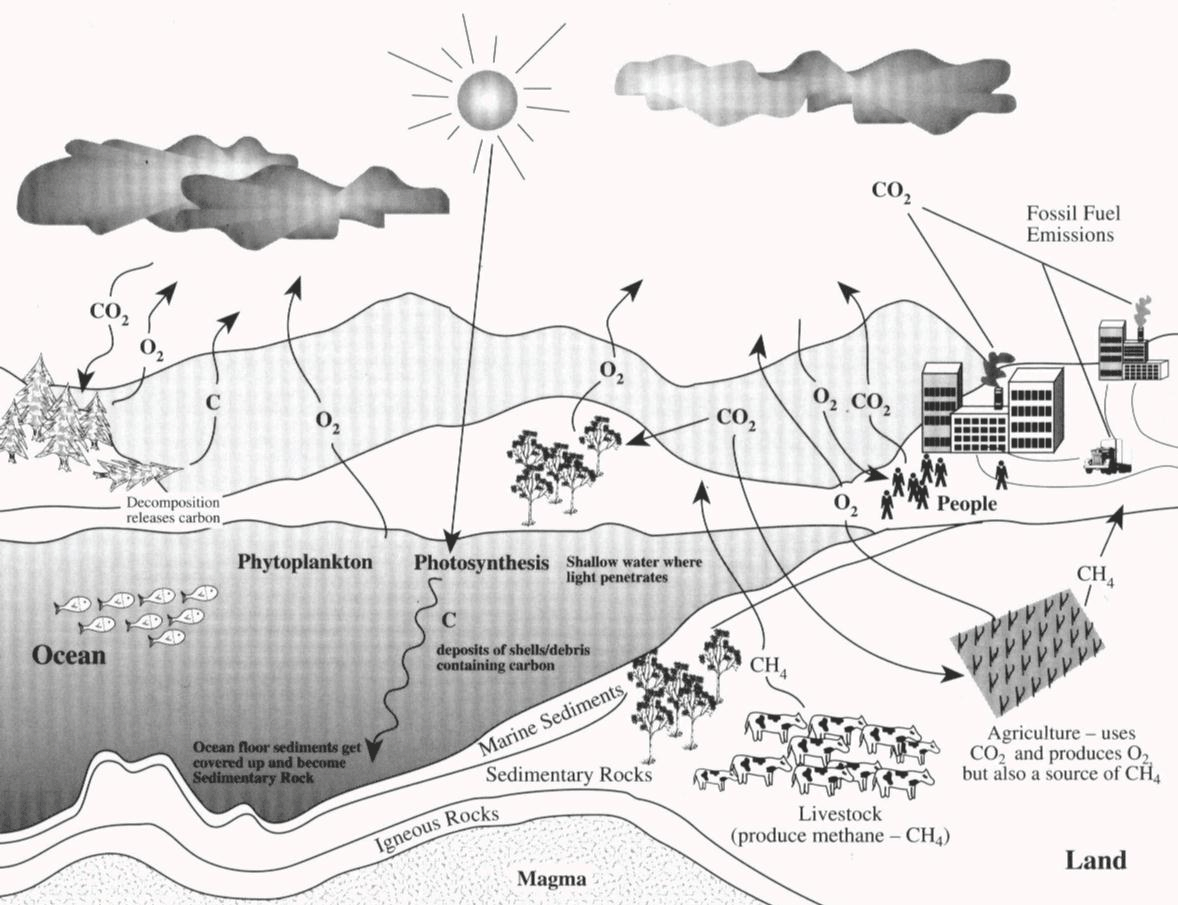 CO₂
Fossil Fuel
Emissions
CO₂
O₂
C
O₂
O₂
CO₂
O₂
CO₂
Decomposition
releases carbon
O₂
People
Phytoplankton
Photosynthesis
Shallow water where
light penetrates
CH₄
C
Ocean
deposits of shells/debris
containing carbon
CH₄
Marine Sediments
Ocean floor sediments get
covered up and become
Sedimentary Rock
Sedimentary Rocks
Agriculture – uses
CO₂ and produces O₂
but also a source of CH₄
Igneous Rocks
Livestock
(produce methane – CH₄)
Land
Magma